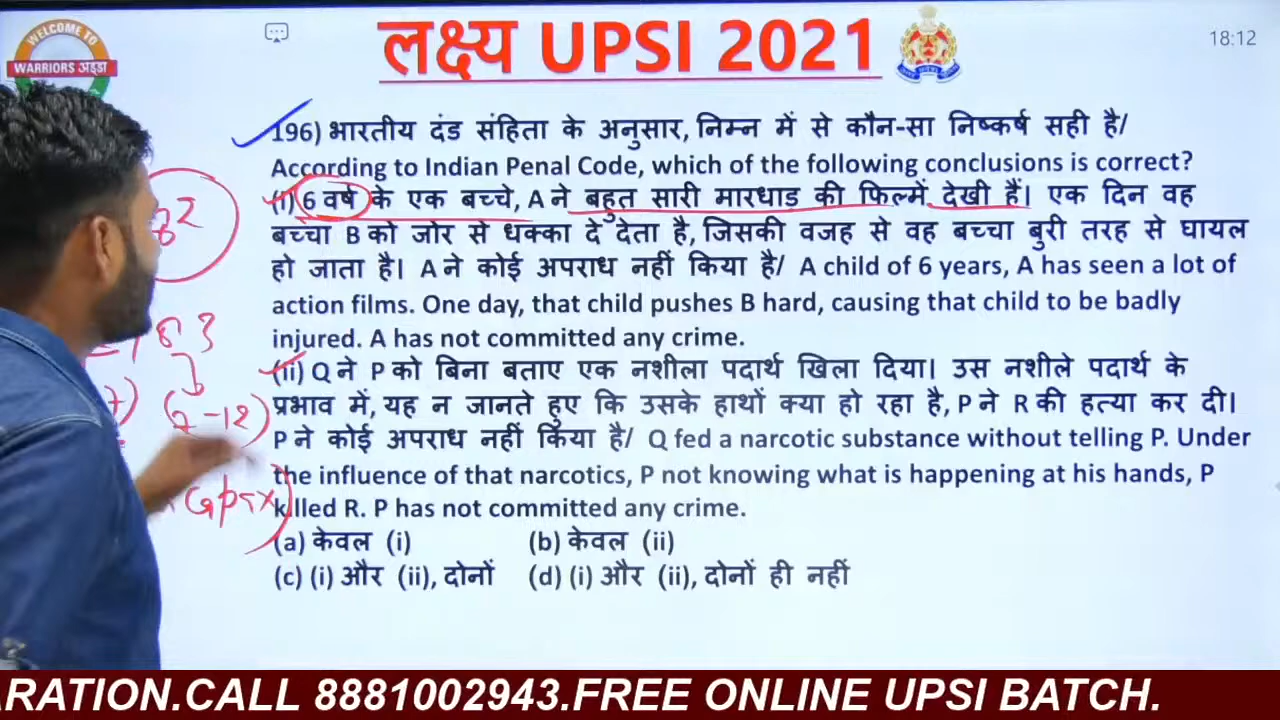 WELCOME TO
WARRIORS अड्डा
लक्ष्य UPSI 2021
18:12
196) भारतीय दंड संहिता के अनुसार, निम्न में से कौन-सा निष्कर्ष सही है/
According to Indian Penal Code, which of the following conclusions is correct?
(i) 6 वर्ष के एक बच्चे, A ने बहुत सारी मारधाड़ की फिल्में देखी हैं। एक दिन वह
बच्चा B को जोर से धक्का दे देता है, जिसकी वजह से वह बच्चा बुरी तरह से घायल
हो जाता है। A ने कोई अपराध नहीं किया है/ A child of 6 years, A has seen a lot of
action films. One day, that child pushes B hard, causing that child to be badly
injured. A has not committed any crime.
(ii) Q ने P को बिना बताए एक नशीला पदार्थ खिला दिया। उस नशीले पदार्थ के
प्रभाव में, यह न जानते हुए कि उसके हाथों क्या हो रहा है, P ने R की हत्या कर दी।
P ने कोई अपराध नहीं किया है/ Q fed a narcotic substance without telling P. Under
the influence of that narcotics, P not knowing what is happening at his hands, P
killed R. P has not committed any crime.
(a) केवल (i) (b) केवल (ii)
(c) (i) और (ii), दोनों (d) (i) और (ii), दोनों ही नहीं
82
83
(7-12)
RATION.CALL 8881002943.FREE ONLINE UPSI BATCH.